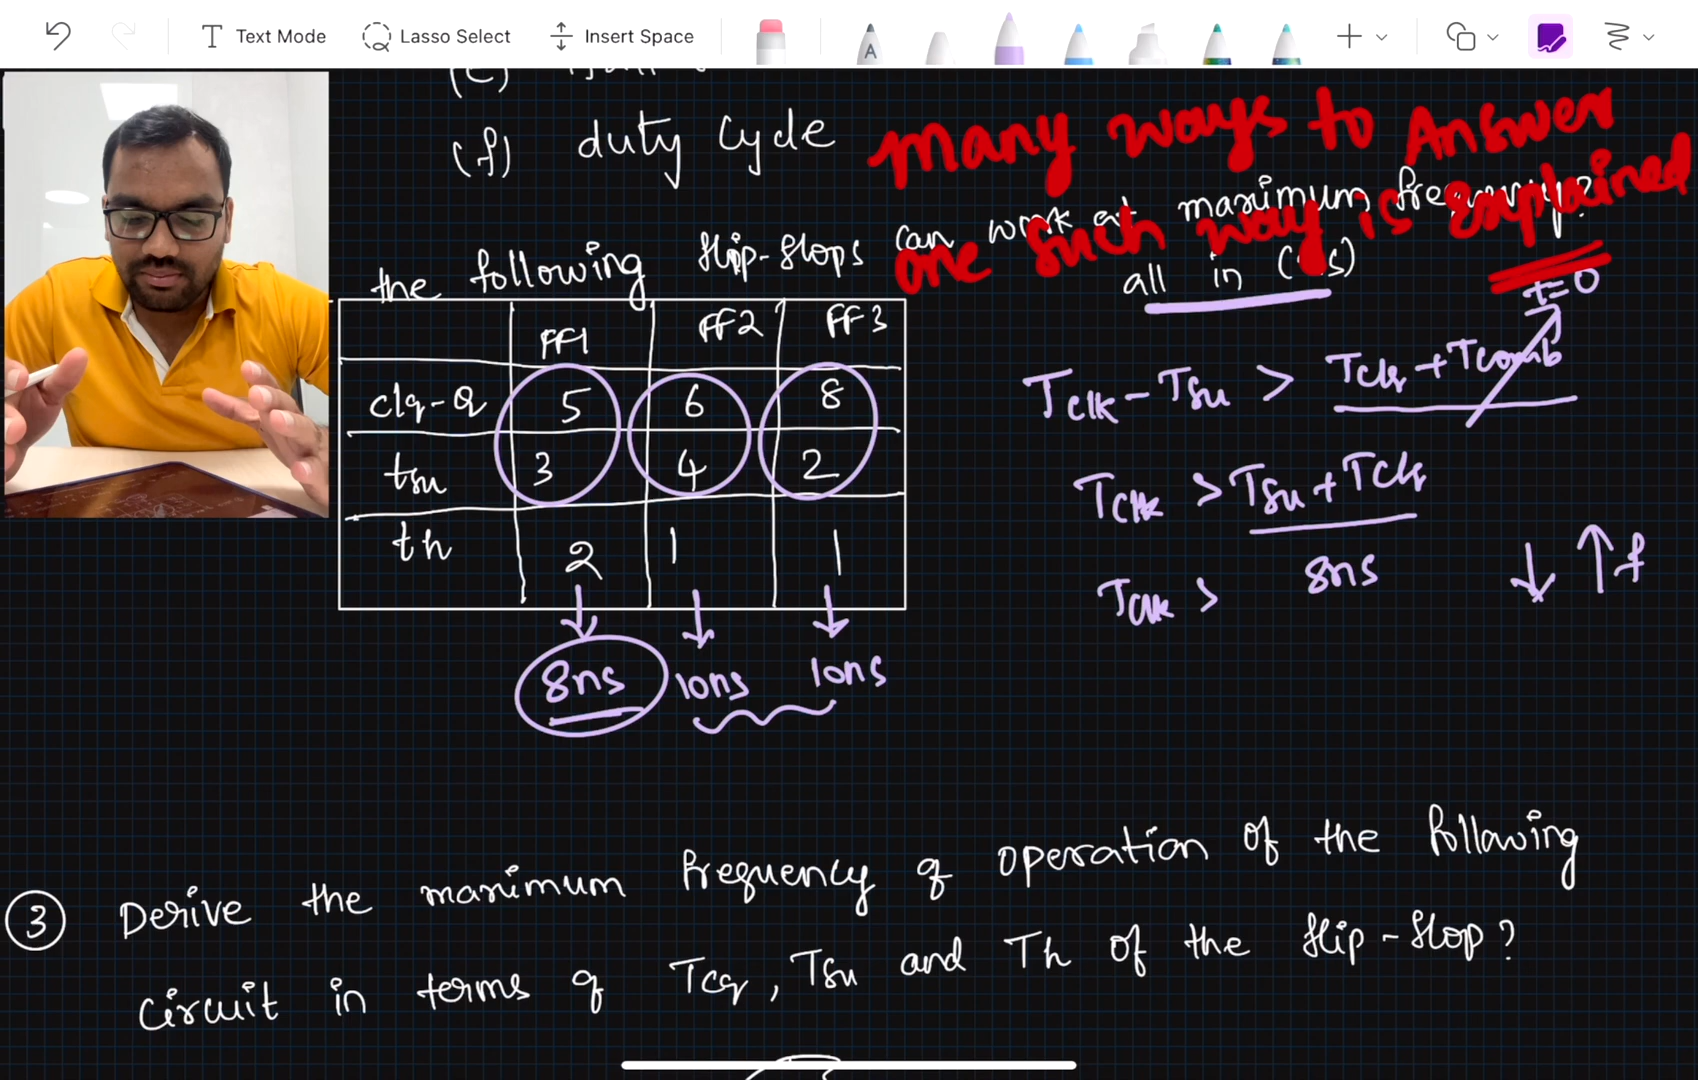 Text Mode Lasso Select Insert Space
A
(f) duty cycle
many ways to Answer
can work at maximum frequency?
one such way is Explained
the following flip-flops
all in (ns)
t=0
FF1 FF2 FF3
Tclk - Tsu > Tcq + Tcomb
clq-Q 5 6 8
tsu 3 4 2
Tclk > Tsu + Tcq
th 2 1 1
Tclk > 8ns
↓ ↑f
8ns 10ns 10ns
3 Derive the maximum frequency of operation of the following
circuit in terms of Tcq, Tsu and Th of the flip-flop?